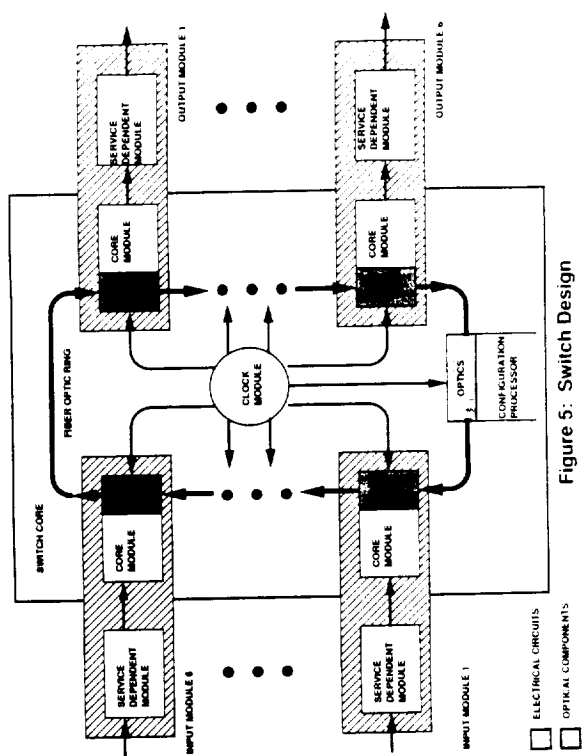 SWITCH CORE
FIBER OPTIC RING
INPUT MODULE 6
SERVICE
DEPENDENT
MODULE
CORE
MODULE
CORE
MODULE
SERVICE
DEPENDENT
MODULE
OUTPUT MODULE 1
CLOCK
MODULE
INPUT MODULE 1
SERVICE
DEPENDENT
MODULE
CORE
MODULE
CORE
MODULE
SERVICE
DEPENDENT
MODULE
OUTPUT MODULE 6
OPTICS
CONFIGURATION
PROCESSOR
ELECTRICAL CIRCUITS
OPTICAL COMPONENTS
Figure 5: Switch Design